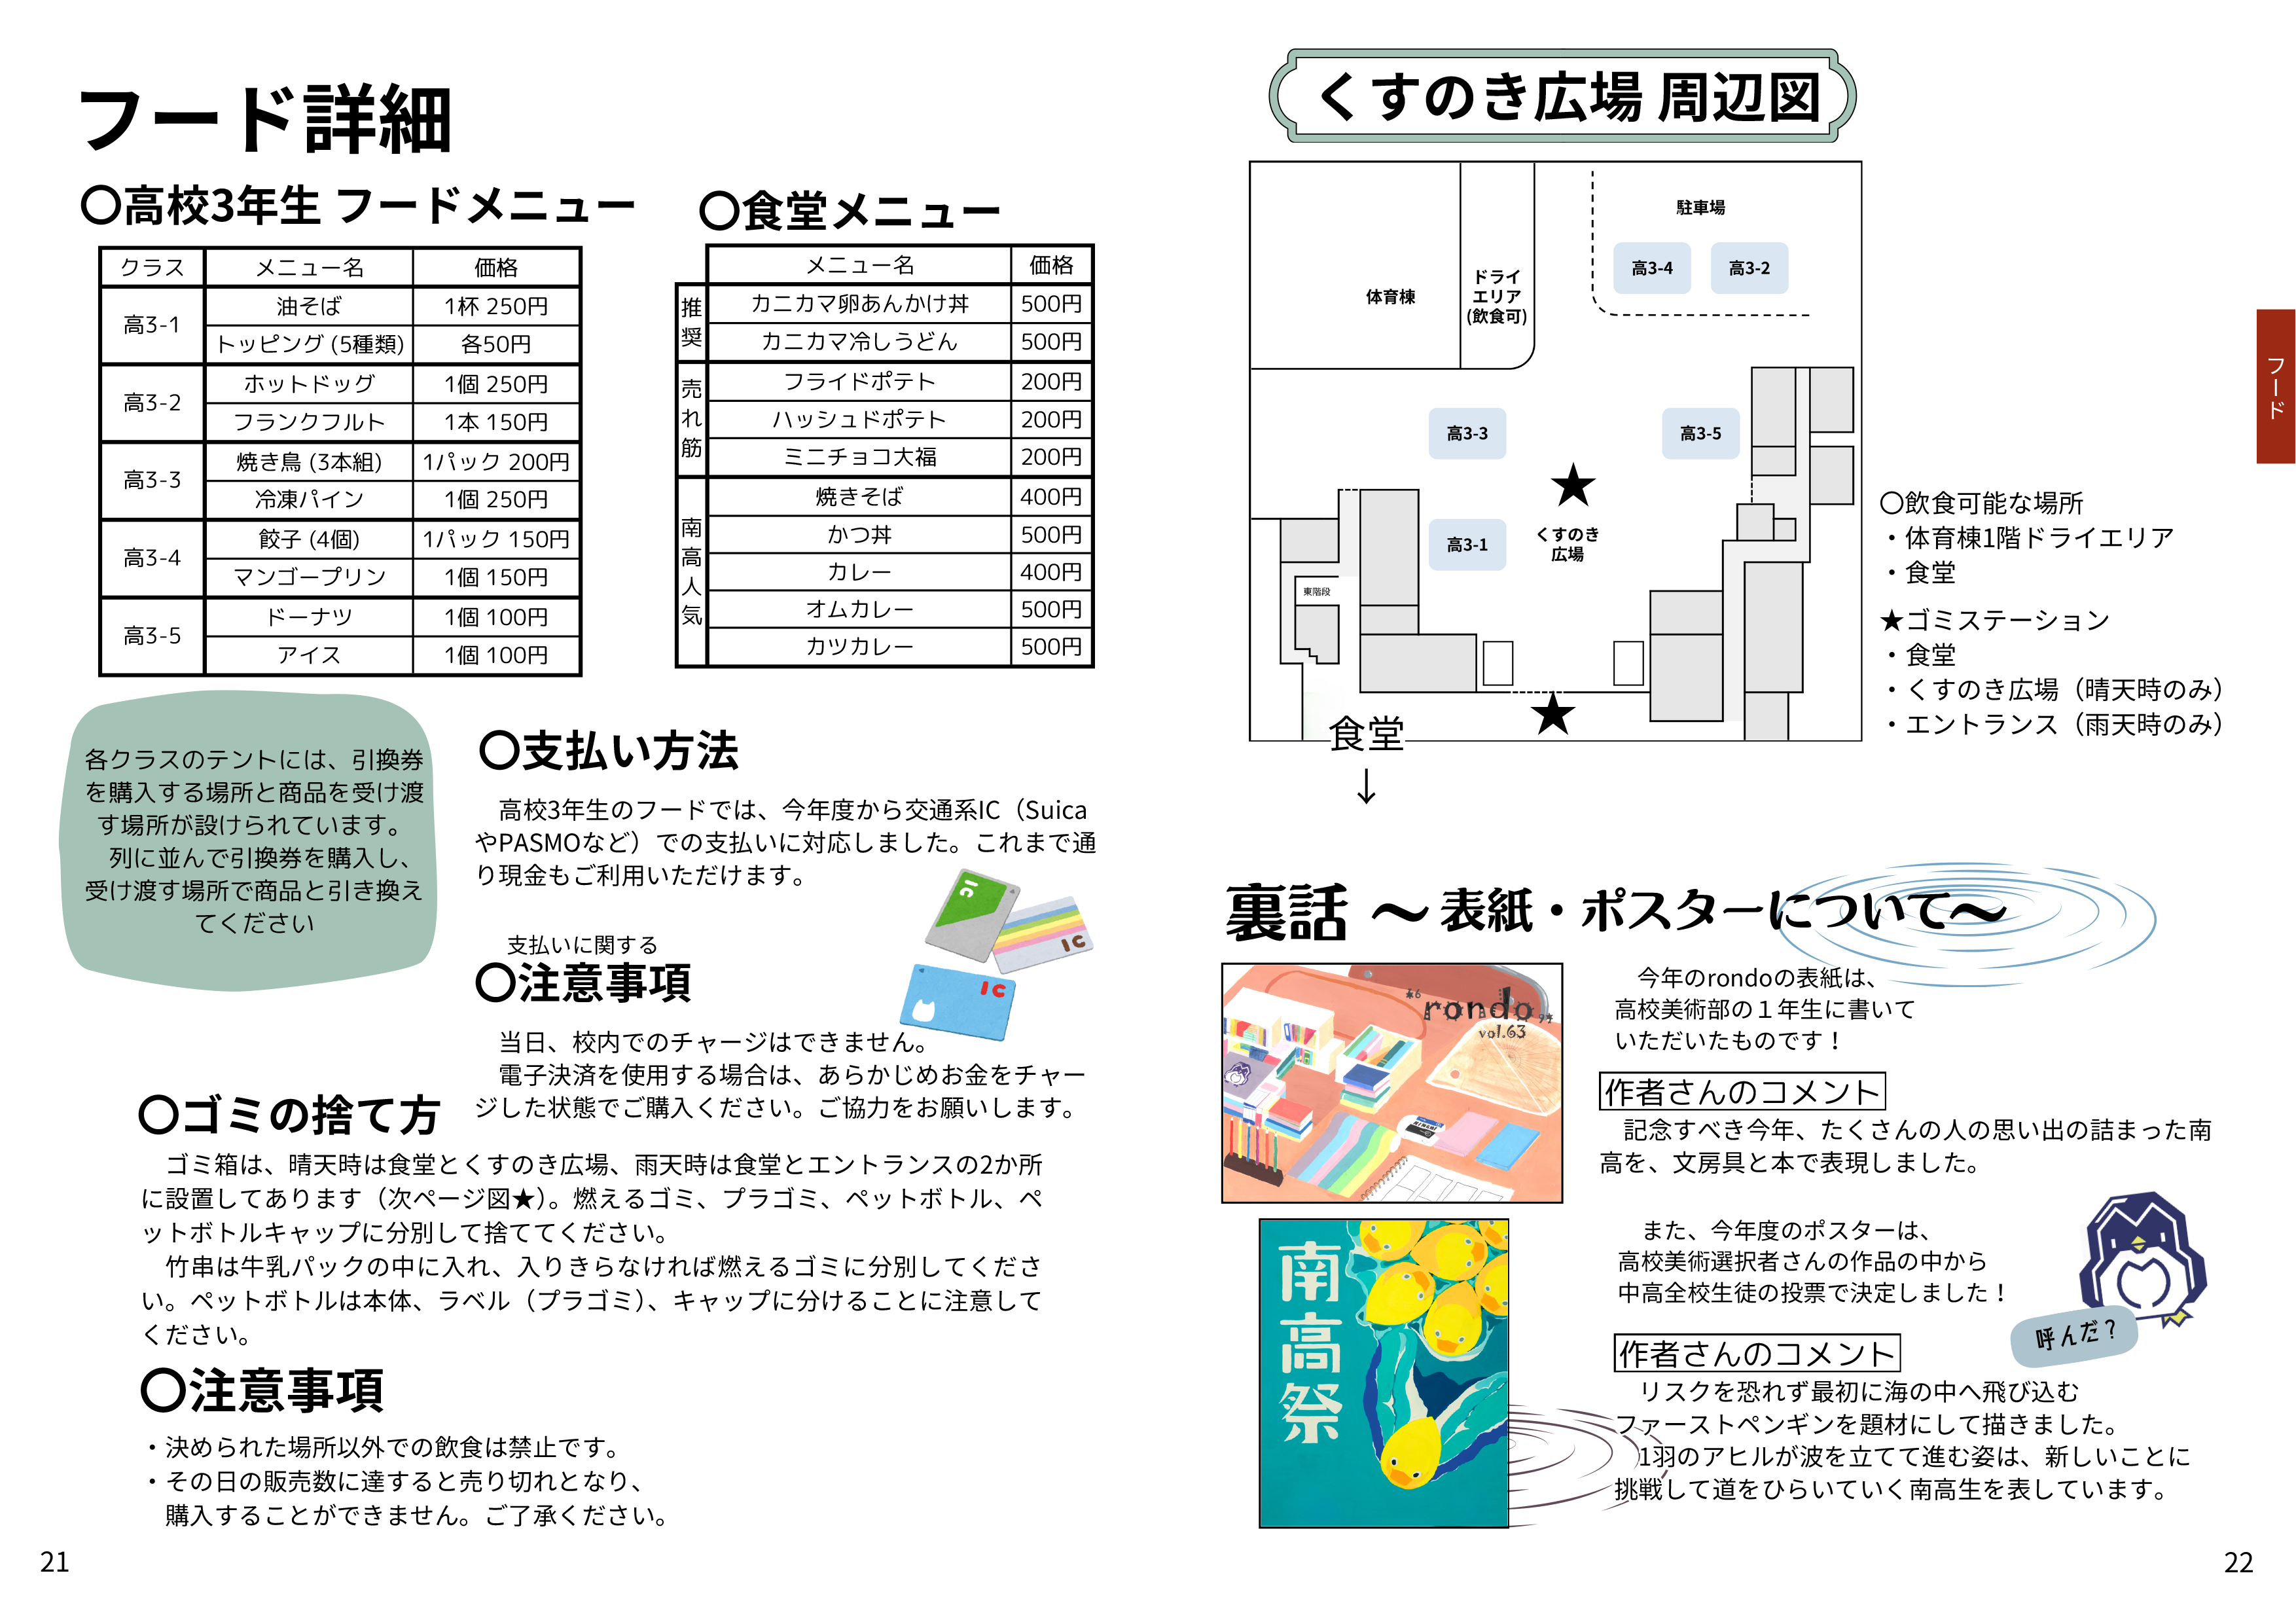 フード詳細
〇高校3年生 フードメニュー
クラス メニュー名 価格
高3-1 油そば 1杯 250円
トッピング (5種類) 各50円
高3-2 ホットドッグ 1個 250円
フランクフルト 1本 150円
高3-3 焼き鳥 (3本組) 1パック 200円
冷凍パイン 1個 250円
高3-4 餃子 (4個) 1パック 150円
マンゴープリン 1個 150円
高3-5 ドーナツ 1個 100円
アイス 1個 100円
〇食堂メニュー
メニュー名 価格
推奨 カニカマ卵あんかけ丼 500円
カニカマ冷しうどん 500円
売れ筋 フライドポテト 200円
ハッシュドポテト 200円
ミニチョコ大福 200円
南高人気 焼きそば 400円
かつ丼 500円
カレー 400円
オムカレー 500円
カツカレー 500円
各クラスのテントには、引換券
を購入する場所と商品を受け渡
す場所が設けられています。
列に並んで引換券を購入し、
受け渡す場所で商品と引き換え
てください
〇支払い方法
高校3年生のフードでは、今年度から交通系IC（Suica
やPASMOなど）での支払いに対応しました。これまで通
り現金もご利用いただけます。
IC
IC
IC
支払いに関する
〇注意事項
当日、校内でのチャージはできません。
電子決済を使用する場合は、あらかじめお金をチャー
ジした状態でご購入ください。ご協力をお願いします。
〇ゴミの捨て方
ゴミ箱は、晴天時は食堂とくすのき広場、雨天時は食堂とエントランスの2か所
に設置してあります（次ページ図★）。燃えるゴミ、プラゴミ、ペットボトル、ペ
ットボトルキャップに分別して捨ててください。
竹串は牛乳パックの中に入れ、入りきらなければ燃えるゴミに分別してくださ
い。ペットボトルは本体、ラベル（プラゴミ）、キャップに分けることに注意して
ください。
〇注意事項
・決められた場所以外での飲食は禁止です。
・その日の販売数に達すると売り切れとなり、
購入することができません。ご了承ください。
21
くすのき広場 周辺図
駐車場
高3-4
高3-2
体育棟
ドライ
エリア
(飲食可)
高3-3
高3-5
★
高3-1
くすのき
広場
東階段
★
食堂
↓
〇飲食可能な場所
・体育棟1階ドライエリア
・食堂
★ゴミステーション
・食堂
・くすのき広場（晴天時のみ）
・エントランス（雨天時のみ）
フード
裏話 〜表紙・ポスターについて〜
rondo
vol.63
今年のrondoの表紙は、
高校美術部の１年生に書いて
いただいたものです！
作者さんのコメント
記念すべき今年、たくさんの人の思い出の詰まった南
高を、文房具と本で表現しました。
南高祭
また、今年度のポスターは、
高校美術選択者さんの作品の中から
中高全校生徒の投票で決定しました！
呼んだ？
作者さんのコメント
リスクを恐れず最初に海の中へ飛び込む
ファーストペンギンを題材にして描きました。
1羽のアヒルが波を立てて進む姿は、新しいことに
挑戦して道をひらいていく南高生を表しています。
22